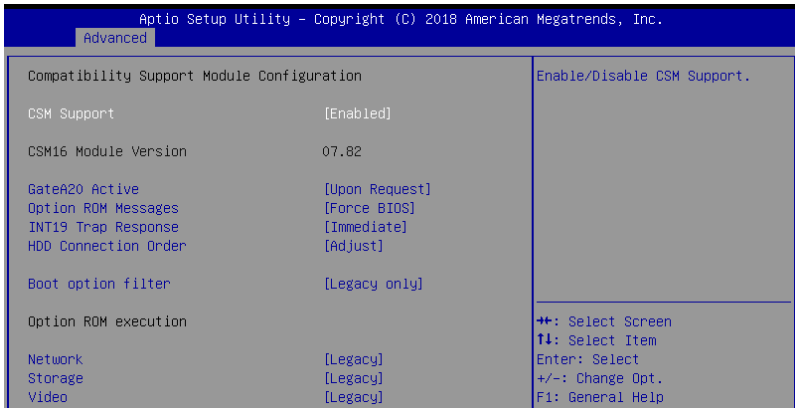 Aptio Setup Utility – Copyright (C) 2018 American Megatrends, Inc.
Advanced
Compatibility Support Module Configuration
CSM Support [Enabled]
CSM16 Module Version 07.82
GateA20 Active [Upon Request]
Option ROM Messages [Force BIOS]
INT19 Trap Response [Immediate]
HDD Connection Order [Adjust]
Boot option filter [Legacy only]
Option ROM execution
Network [Legacy]
Storage [Legacy]
Video [Legacy]
Enable/Disable CSM Support.
→←: Select Screen
↑↓: Select Item
Enter: Select
+/-: Change Opt.
F1: General Help